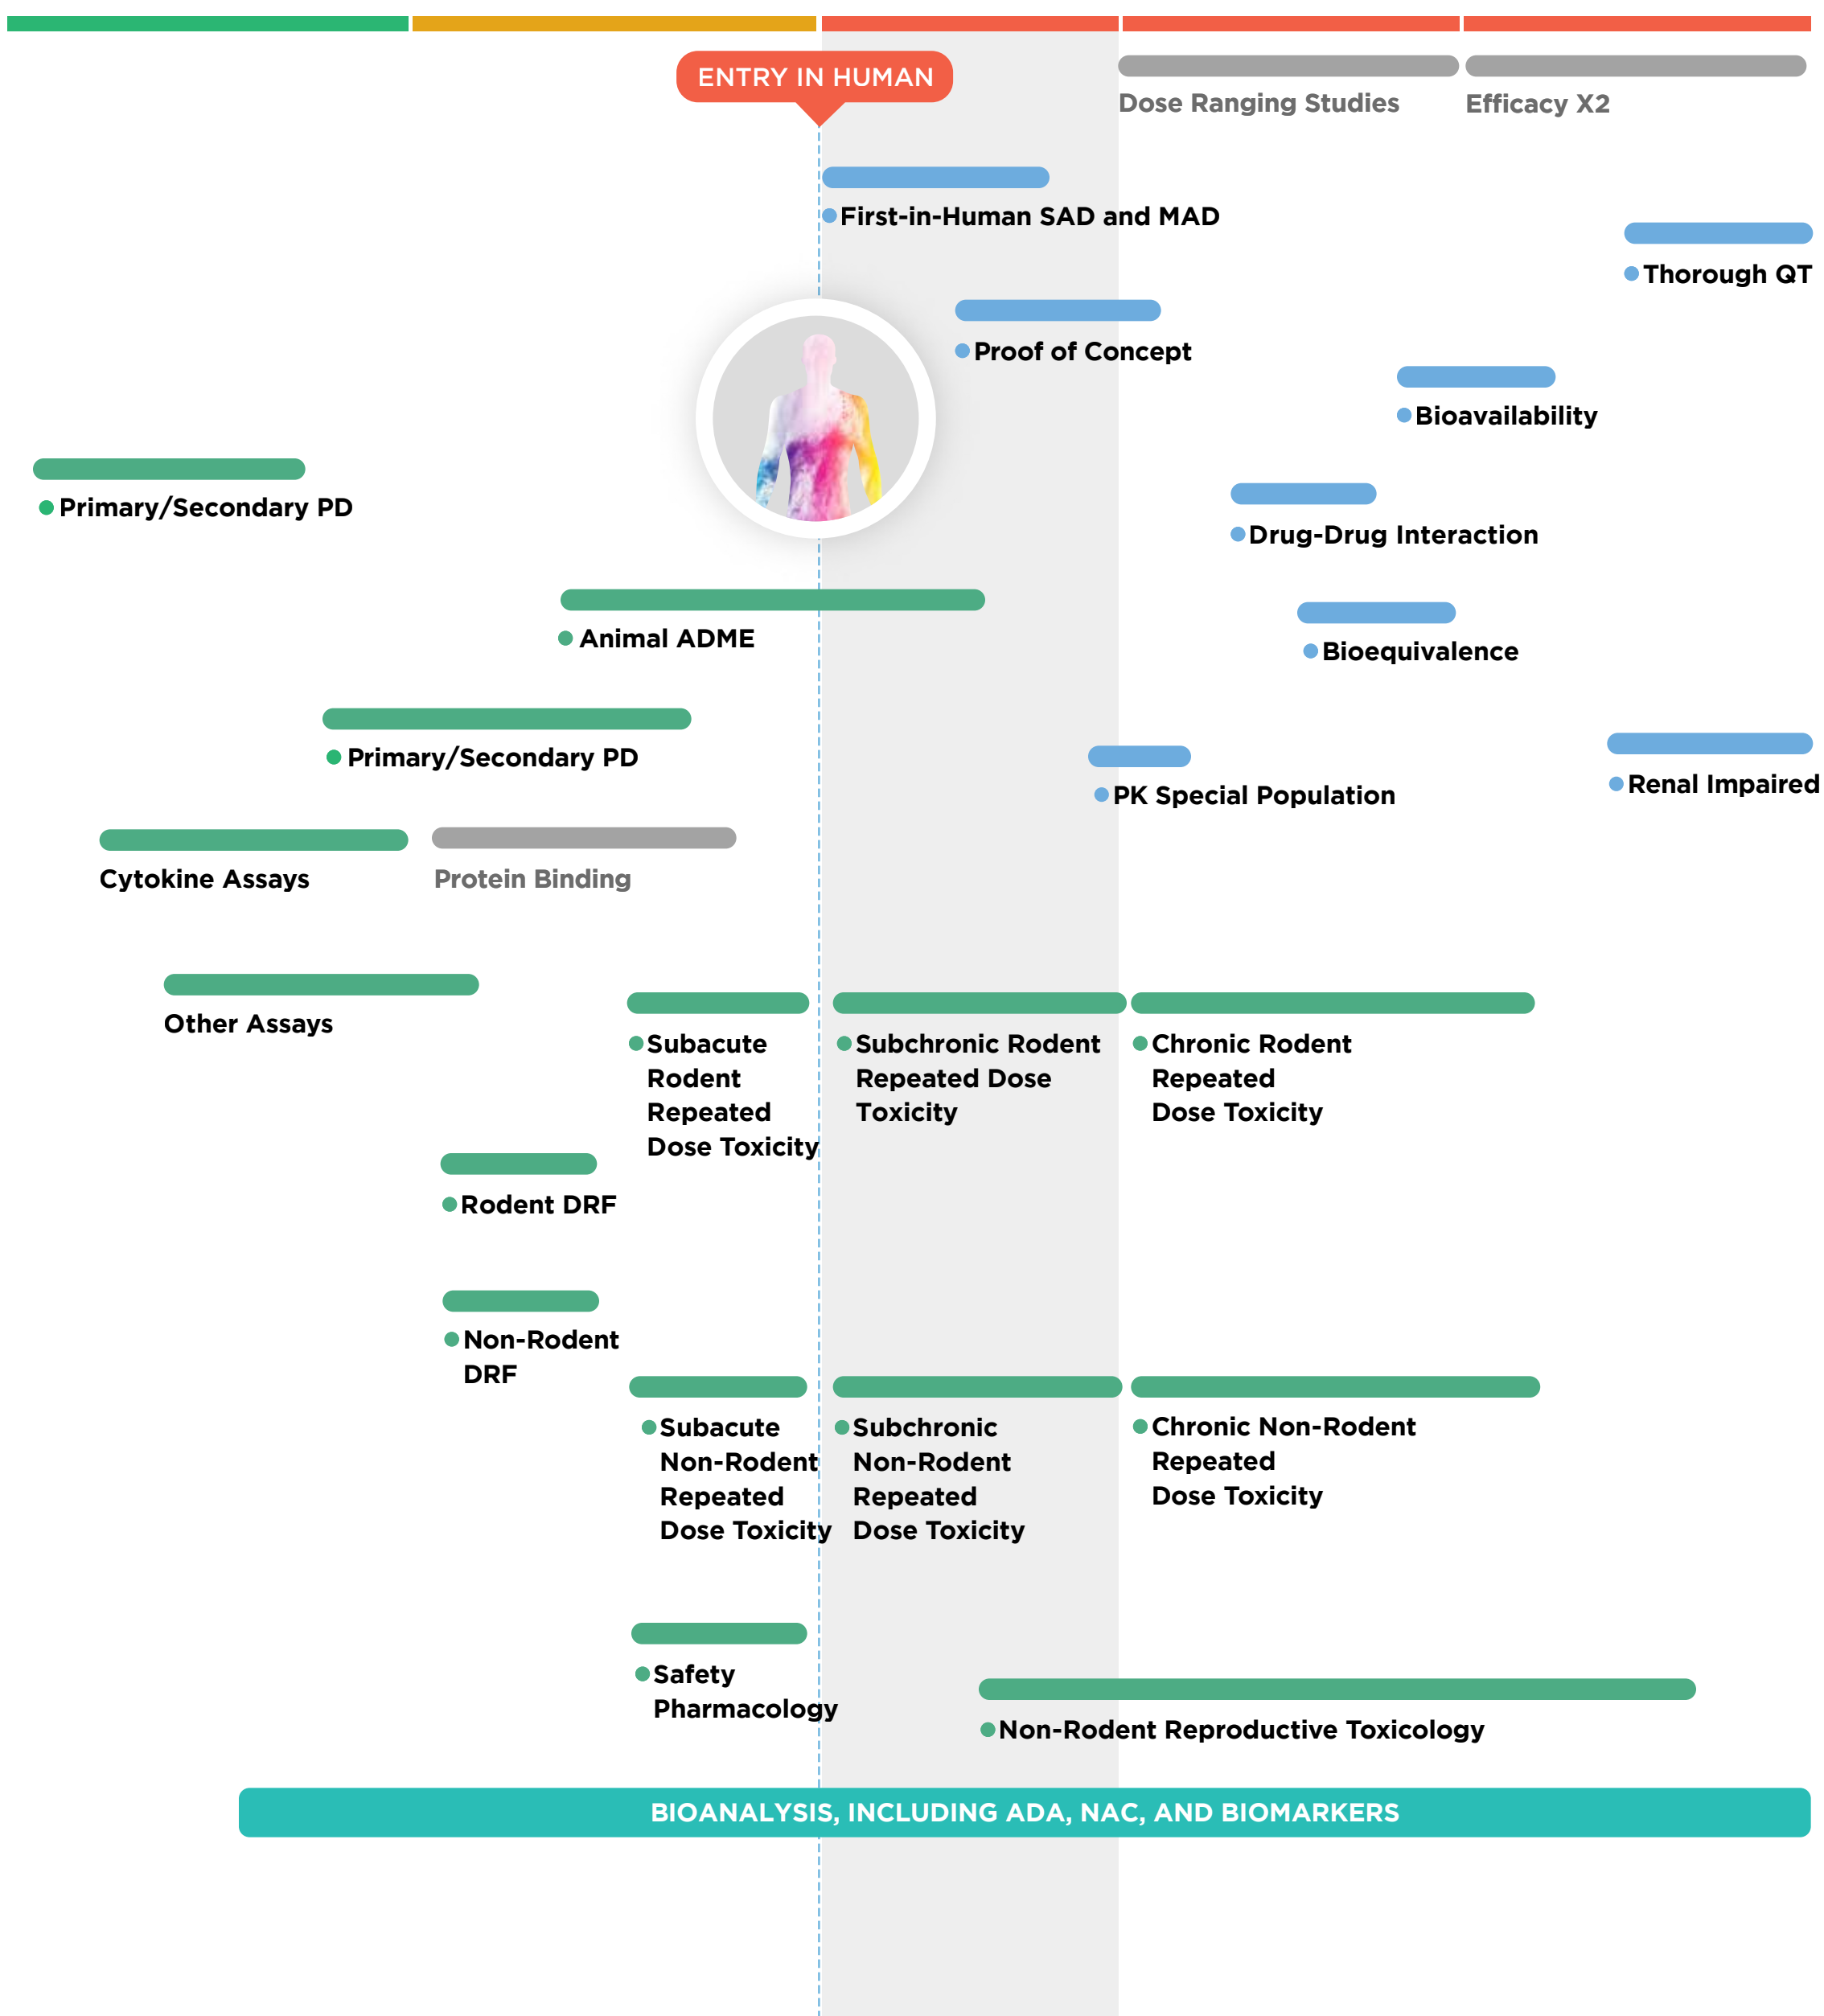 ENTRY IN HUMAN
Dose Ranging Studies
Efficacy X2
First-in-Human SAD and MAD
Thorough QT
Proof of Concept
Bioavailability
Primary/Secondary PD
Drug-Drug Interaction
Animal ADME
Bioequivalence
Primary/Secondary PD
PK Special Population
Renal Impaired
Cytokine Assays
Protein Binding
Other Assays
Subacute
Rodent
Repeated
Dose Toxicity
Subchronic Rodent
Repeated Dose
Toxicity
Chronic Rodent
Repeated
Dose Toxicity
Rodent DRF
Non-Rodent
DRF
Subacute
Non-Rodent
Repeated
Dose Toxicity
Subchronic
Non-Rodent
Repeated
Dose Toxicity
Chronic Non-Rodent
Repeated
Dose Toxicity
Safety
Pharmacology
Non-Rodent Reproductive Toxicology
BIOANALYSIS, INCLUDING ADA, NAC, AND BIOMARKERS